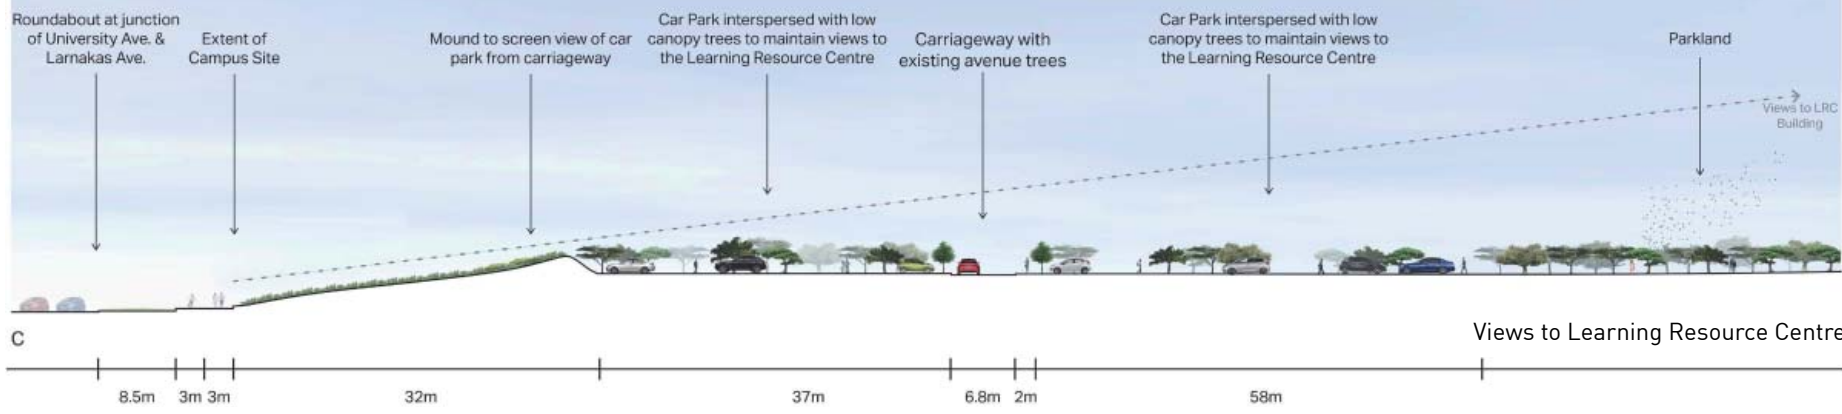 Roundabout at junction
of University Ave. &
Larnakas Ave.
Extent of
Campus Site
Mound to screen view of car
park from carriageway
Car Park interspersed with low
canopy trees to maintain views to
the Learning Resource Centre
Carriageway with
existing avenue trees
Car Park interspersed with low
canopy trees to maintain views to
the Learning Resource Centre
Parkland
Views to LRC
Building
C
Views to Learning Resource Centre
8.5m 3m 3m 32m 37m 6.8m 2m 58m